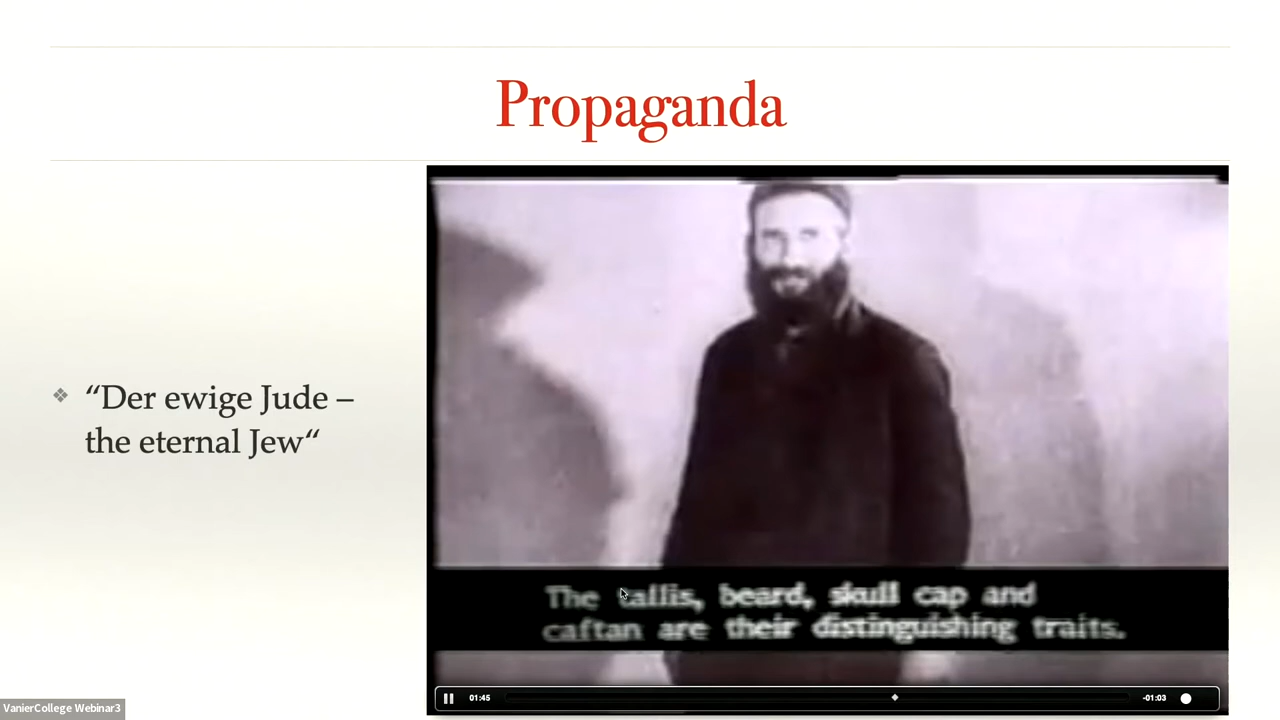 Propaganda
“Der ewige Jude –
the eternal Jew“
The tallis, beard, skull cap and
caftan are their distinguishing traits.
01:45
-01:03
VanierCollege Webinar3